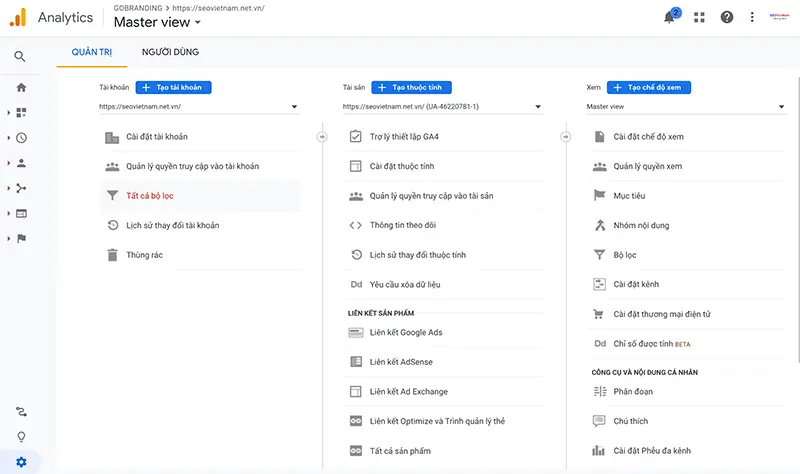 Analytics
GOBRANDING > https://seovietnam.net.vn/
Master view
2
QUẢN TRỊ
NGƯỜI DÙNG
Tài khoản
+ Tạo tài khoản
https://seovietnam.net.vn/
Cài đặt tài khoản
Quản lý quyền truy cập vào tài khoản
Tất cả bộ lọc
Lịch sử thay đổi tài khoản
Thùng rác
Tài sản
+ Tạo thuộc tính
https://seovietnam.net.vn/ (UA-46220781-1)
Trợ lý thiết lập GA4
Cài đặt thuộc tính
Quản lý quyền truy cập vào tài sản
Thông tin theo dõi
Lịch sử thay đổi thuộc tính
Dd Yêu cầu xóa dữ liệu
LIÊN KẾT SẢN PHẨM
Liên kết Google Ads
Liên kết AdSense
Liên kết Ad Exchange
Liên kết Optimize và Trình quản lý thẻ
Tất cả sản phẩm
Xem
+ Tạo chế độ xem
Master view
Cài đặt chế độ xem
Quản lý quyền xem
Mục tiêu
Nhóm nội dung
Bộ lọc
Cài đặt kênh
Cài đặt thương mại điện tử
Dd Chỉ số được tính BETA
CÔNG CỤ VÀ NỘI DUNG CÁ NHÂN
Phân đoạn
Chú thích
Cài đặt Phễu đa kênh